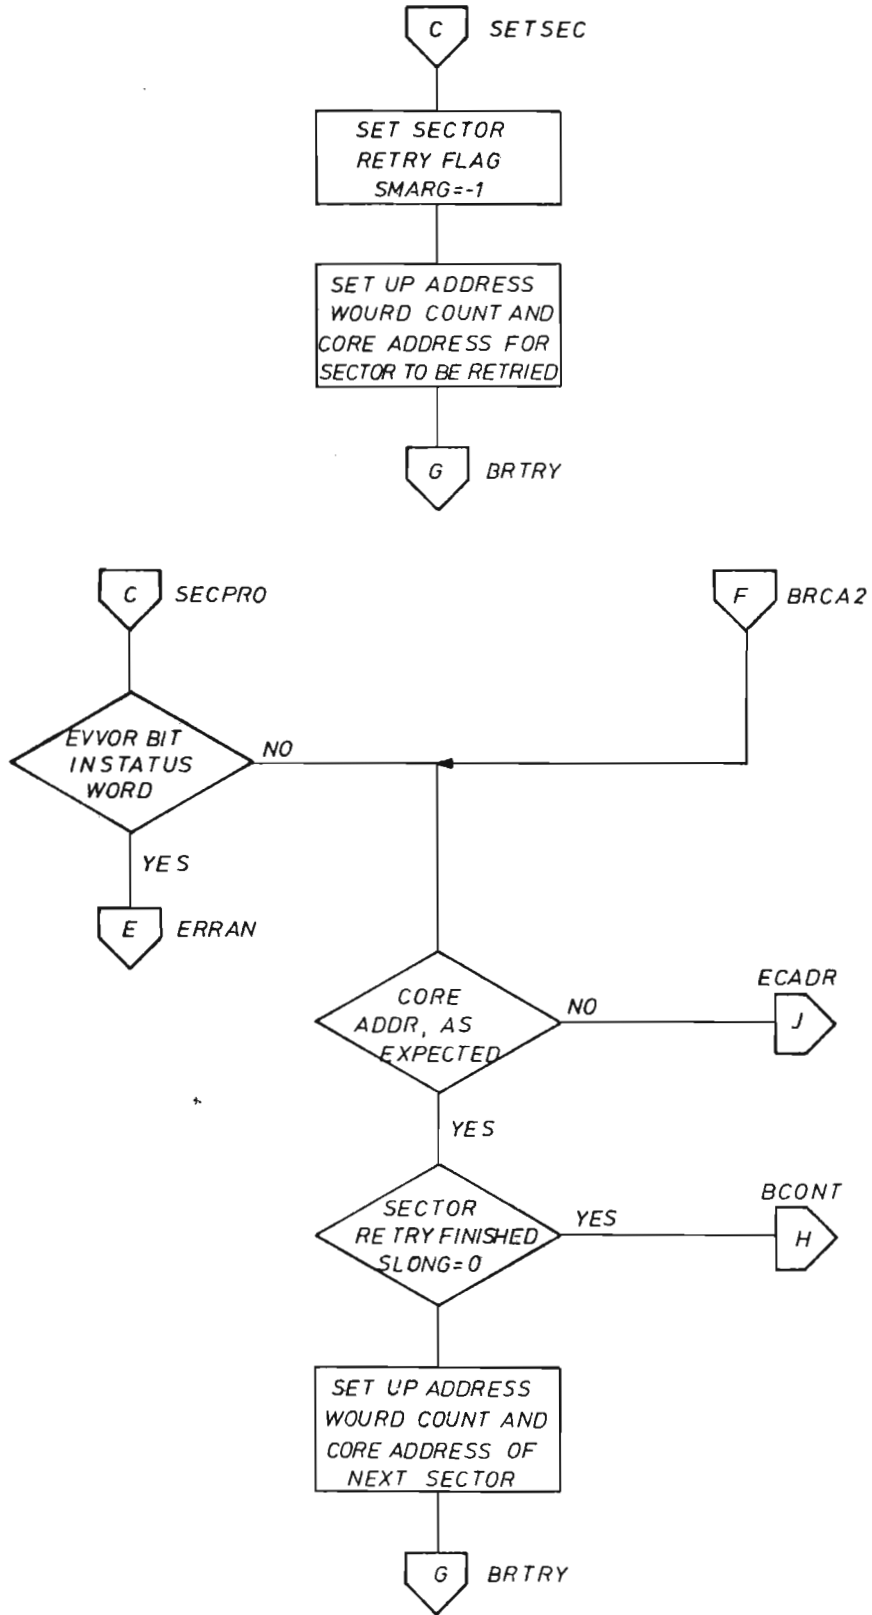 C SETSEC
SET SECTOR
RETRY FLAG
SMARG=-1
SET UP ADDRESS
WOURD COUNT AND
CORE ADDRESS FOR
SECTOR TO BE RETRIED
G BRTRY
C SECPRO
F BRCA2
EVVOR BIT
IN STATUS
WORD
NO
YES
E ERRAN
CORE
ADDR, AS
EXPECTED
NO
ECADR
J
YES
SECTOR
RETRY FINISHED
SLONG=0
YES
BCONT
H
SET UP ADDRESS
WOURD COUNT AND
CORE ADDRESS OF
NEXT SECTOR
G BRTRY